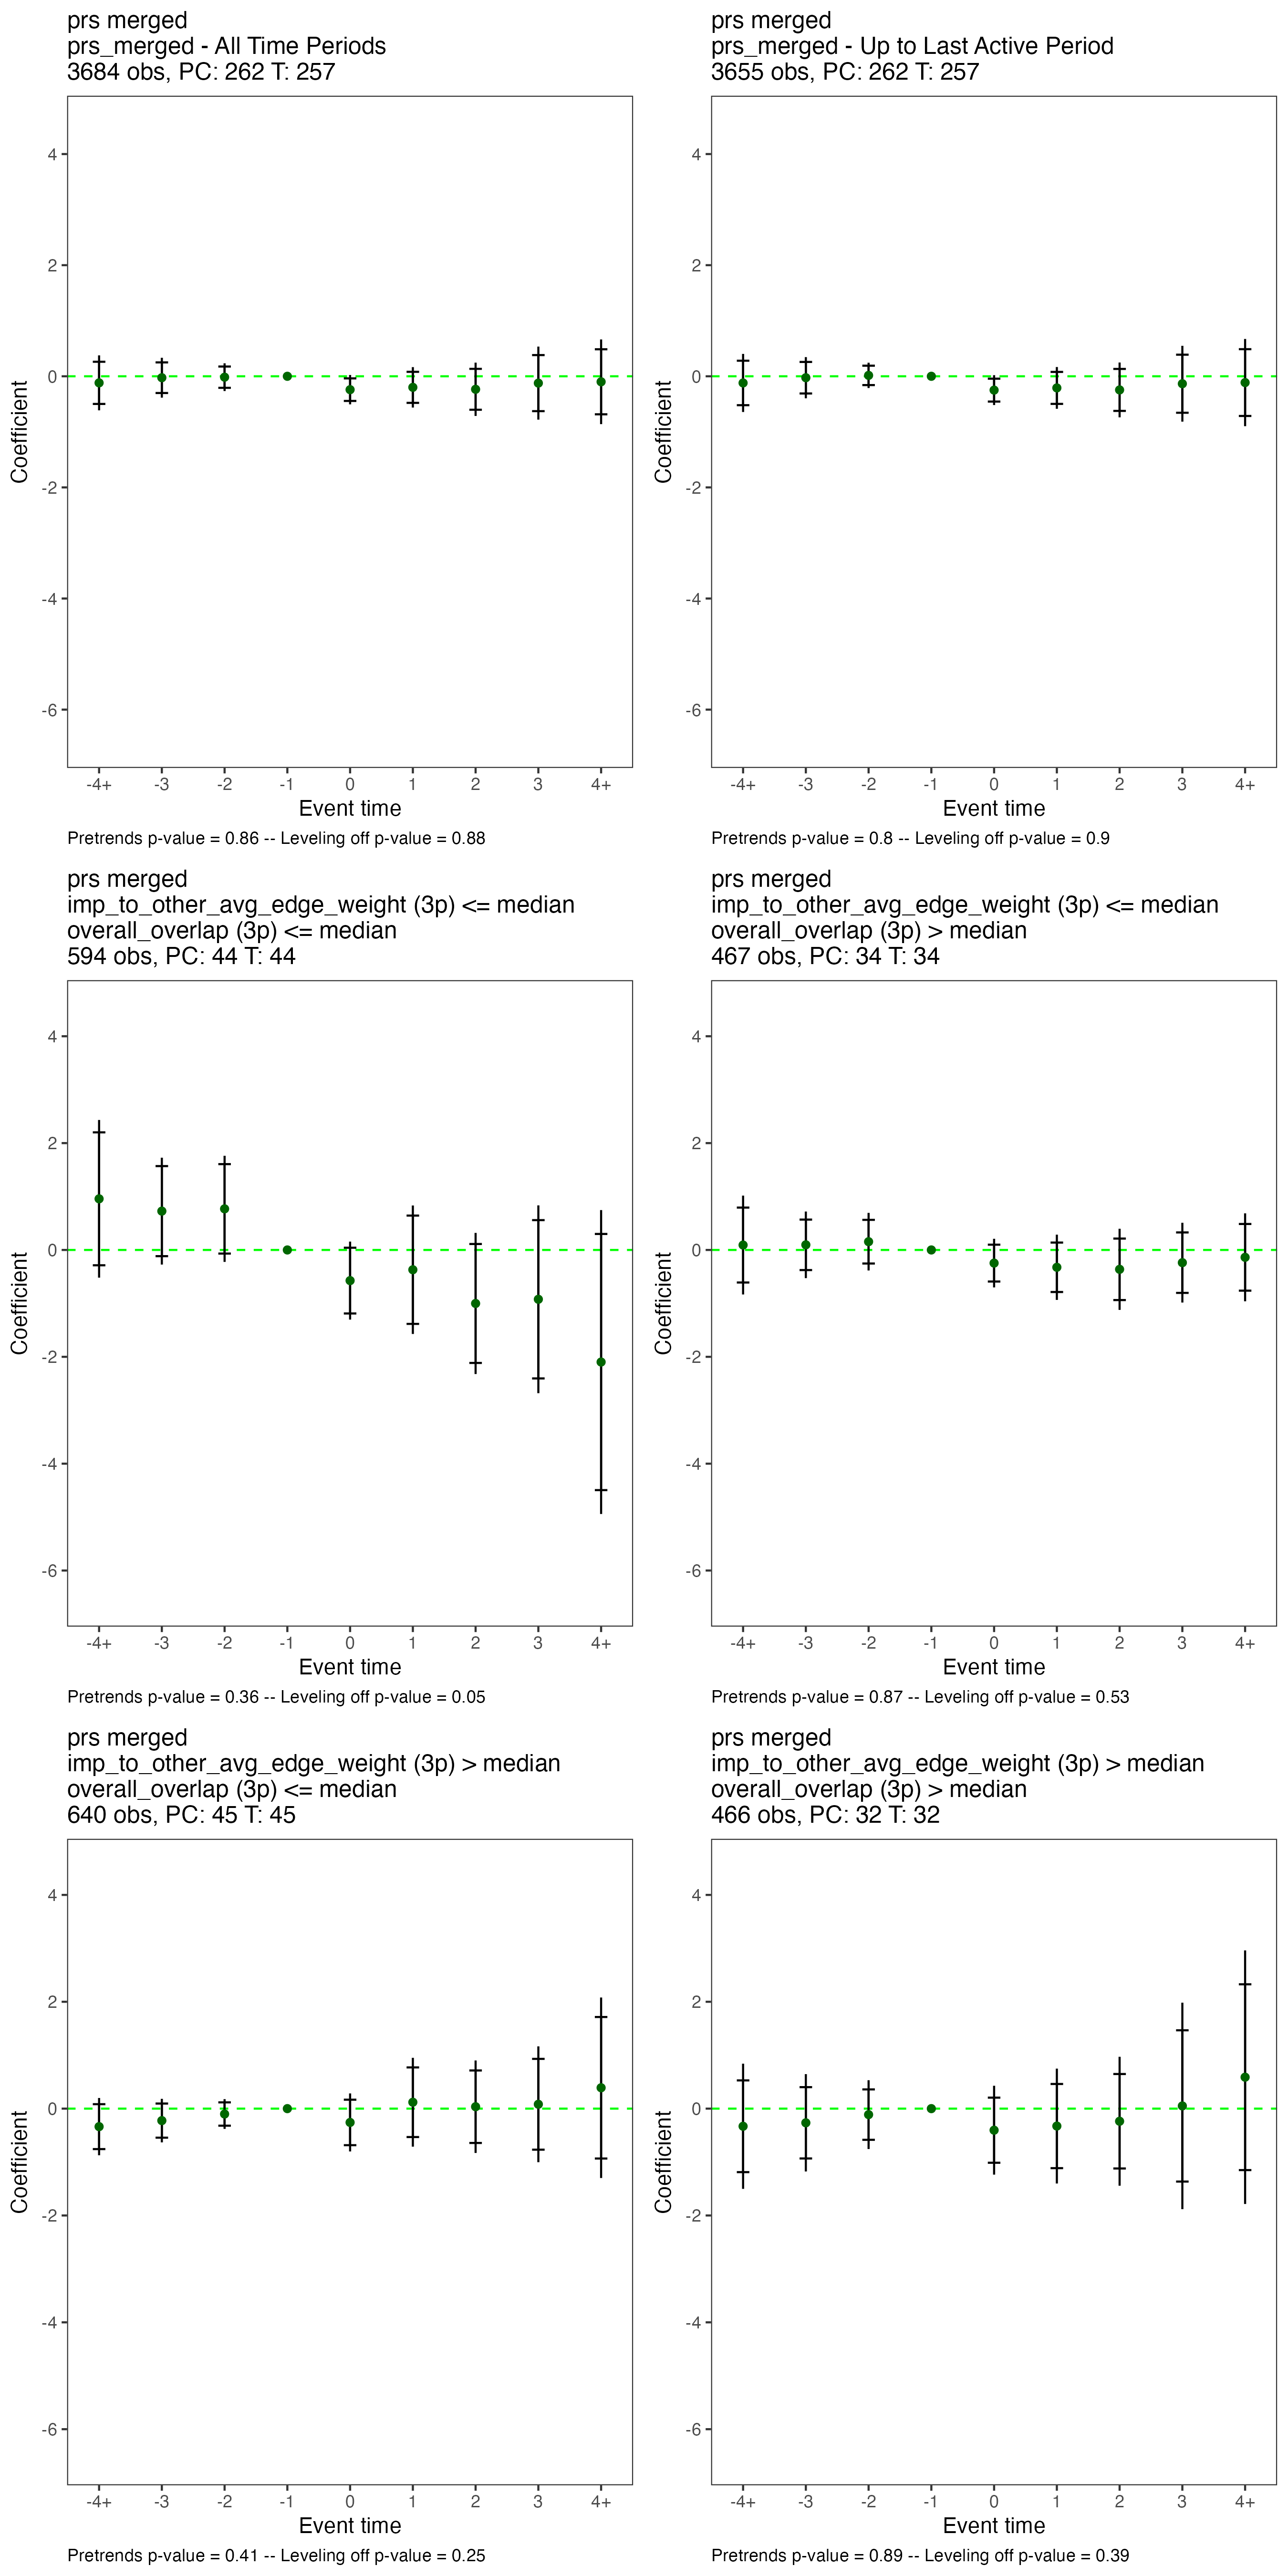 prs merged
prs_merged - All Time Periods
3684 obs, PC: 262 T: 257
4
2
0
-2
-4
-6
Coefficient
-4+ -3 -2 -1 0 1 2 3 4+
Event time
Pretrends p-value = 0.86 -- Leveling off p-value = 0.88
prs merged
prs_merged - Up to Last Active Period
3655 obs, PC: 262 T: 257
4
2
0
-2
-4
-6
Coefficient
-4+ -3 -2 -1 0 1 2 3 4+
Event time
Pretrends p-value = 0.8 -- Leveling off p-value = 0.9
prs merged
imp_to_other_avg_edge_weight (3p) <= median
overall_overlap (3p) <= median
594 obs, PC: 44 T: 44
4
2
0
-2
-4
-6
Coefficient
-4+ -3 -2 -1 0 1 2 3 4+
Event time
Pretrends p-value = 0.36 -- Leveling off p-value = 0.05
prs merged
imp_to_other_avg_edge_weight (3p) <= median
overall_overlap (3p) > median
467 obs, PC: 34 T: 34
4
2
0
-2
-4
-6
Coefficient
-4+ -3 -2 -1 0 1 2 3 4+
Event time
Pretrends p-value = 0.87 -- Leveling off p-value = 0.53
prs merged
imp_to_other_avg_edge_weight (3p) > median
overall_overlap (3p) <= median
640 obs, PC: 45 T: 45
4
2
0
-2
-4
-6
Coefficient
-4+ -3 -2 -1 0 1 2 3 4+
Event time
Pretrends p-value = 0.41 -- Leveling off p-value = 0.25
prs merged
imp_to_other_avg_edge_weight (3p) > median
overall_overlap (3p) > median
466 obs, PC: 32 T: 32
4
2
0
-2
-4
-6
Coefficient
-4+ -3 -2 -1 0 1 2 3 4+
Event time
Pretrends p-value = 0.89 -- Leveling off p-value = 0.39